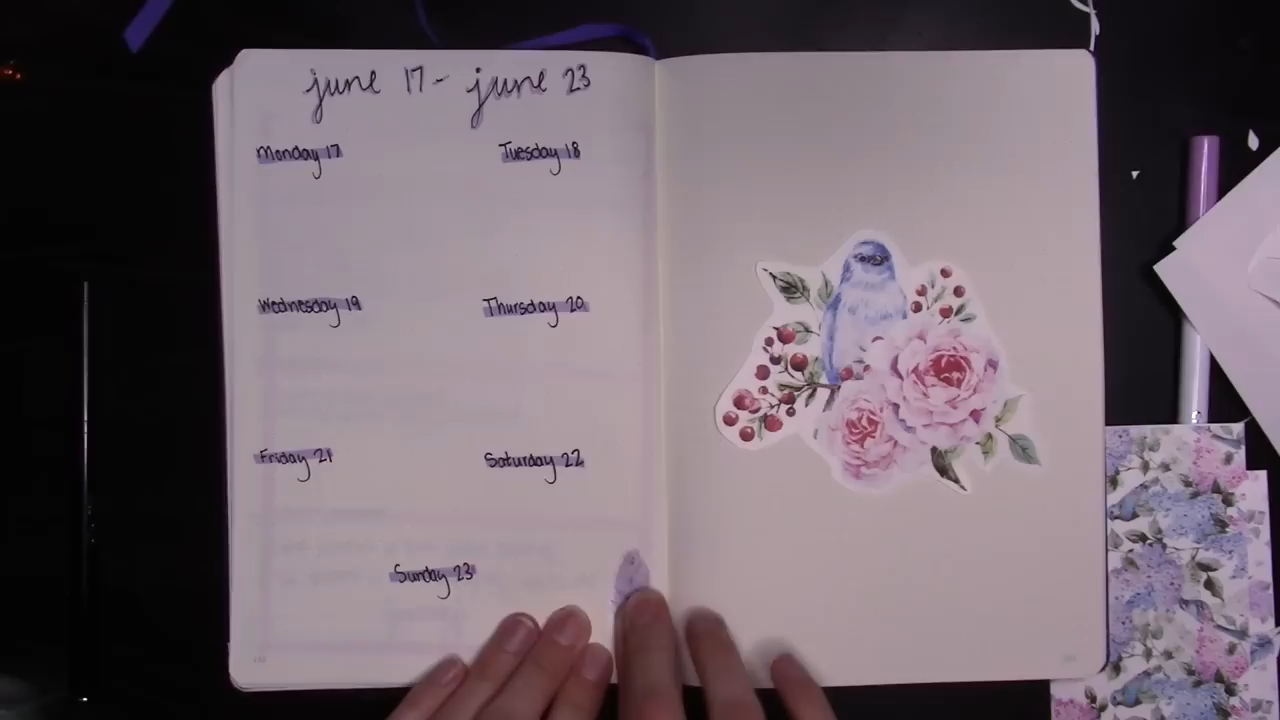 june 17 - june 23
Monday 17
Tuesday 18
Wednesday 19
Thursday 20
Friday 21
Saturday 22
Sunday 23